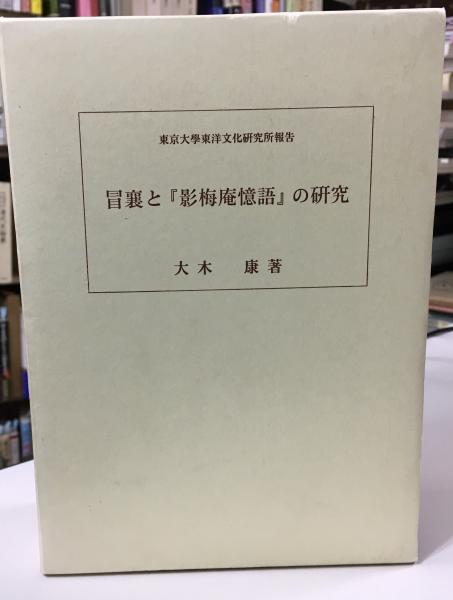 東京大學東洋文化研究所報告
冒襄と『影梅庵憶語』の研究
大木 康 著